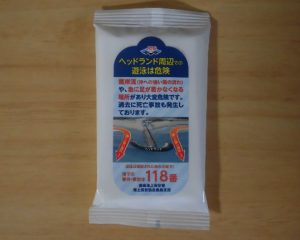 ヘッドランド周辺での
遊泳は危険
離岸流(沖への強い潮の流れ)
や、急に足が着かなくなる
場所があり大変危険です。
過去に死亡事故も発生し
ております。
海での
事件・事故は118番